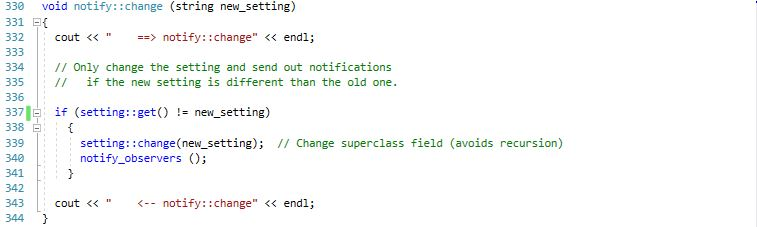 330 void notify::change (string new_setting)
331 {
332   cout << "    ==> notify::change" << endl;
333
334   // Only change the setting and send out notifications
335   //   if the new setting is different than the old one.
336
337   if (setting::get() != new_setting)
338     {
339       setting::change(new_setting);  // Change superclass field (avoids recursion)
340       notify_observers ();
341     }
342
343   cout << "    <-- notify::change" << endl;
344 }